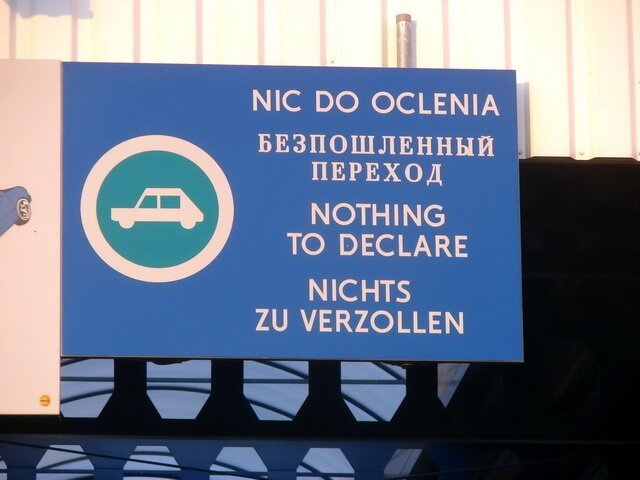 NIC DO OCLENIA
БЕЗПОШЛЕННЫЙ
ПЕРЕХОД
NOTHING
TO DECLARE
NICHTS
ZU VERZOLLEN